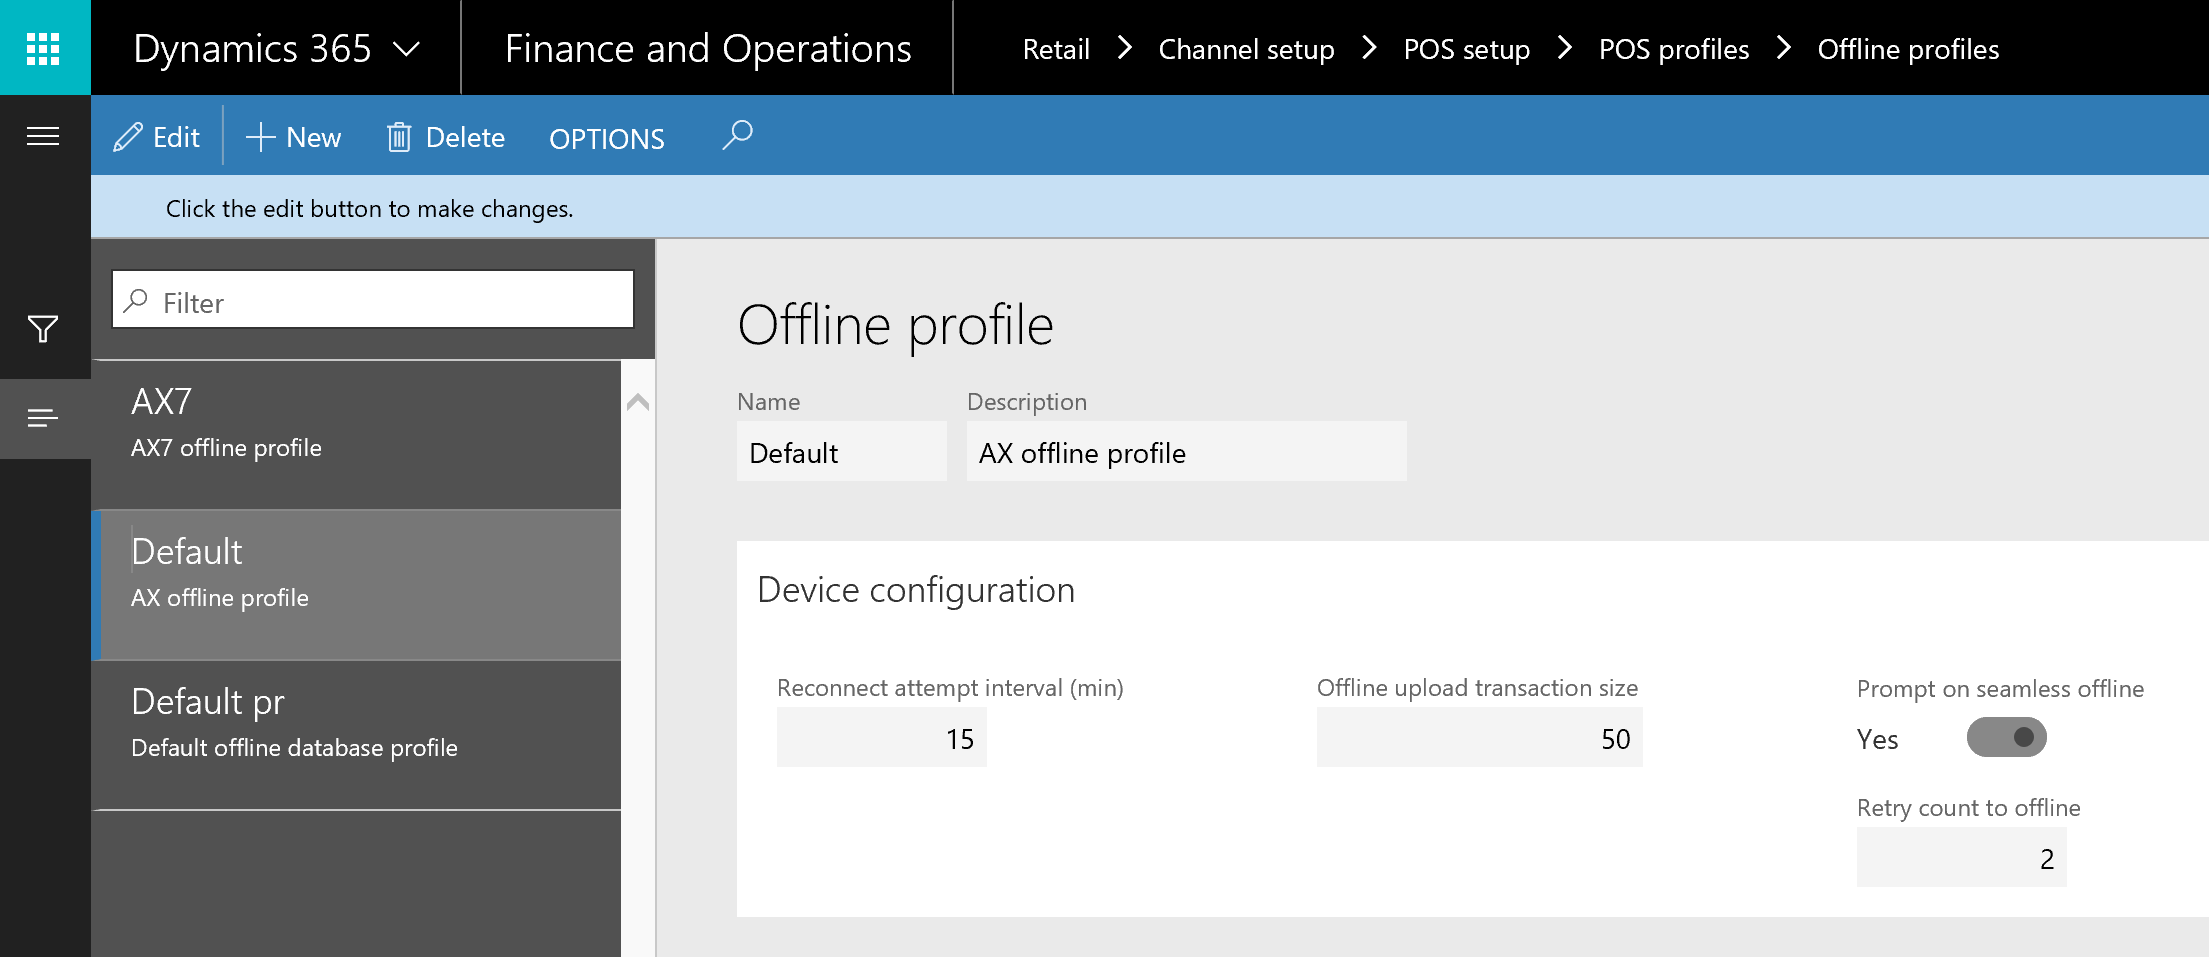 Dynamics 365
Finance and Operations
Retail > Channel setup > POS setup > POS profiles > Offline profiles
Edit
New
Delete
OPTIONS
Click the edit button to make changes.
Filter
AX7
AX7 offline profile
Default
AX offline profile
Default pr
Default offline database profile
Offline profile
Name
Description
Default
AX offline profile
Device configuration
Reconnect attempt interval (min)
15
Offline upload transaction size
50
Prompt on seamless offline
Yes
Retry count to offline
2